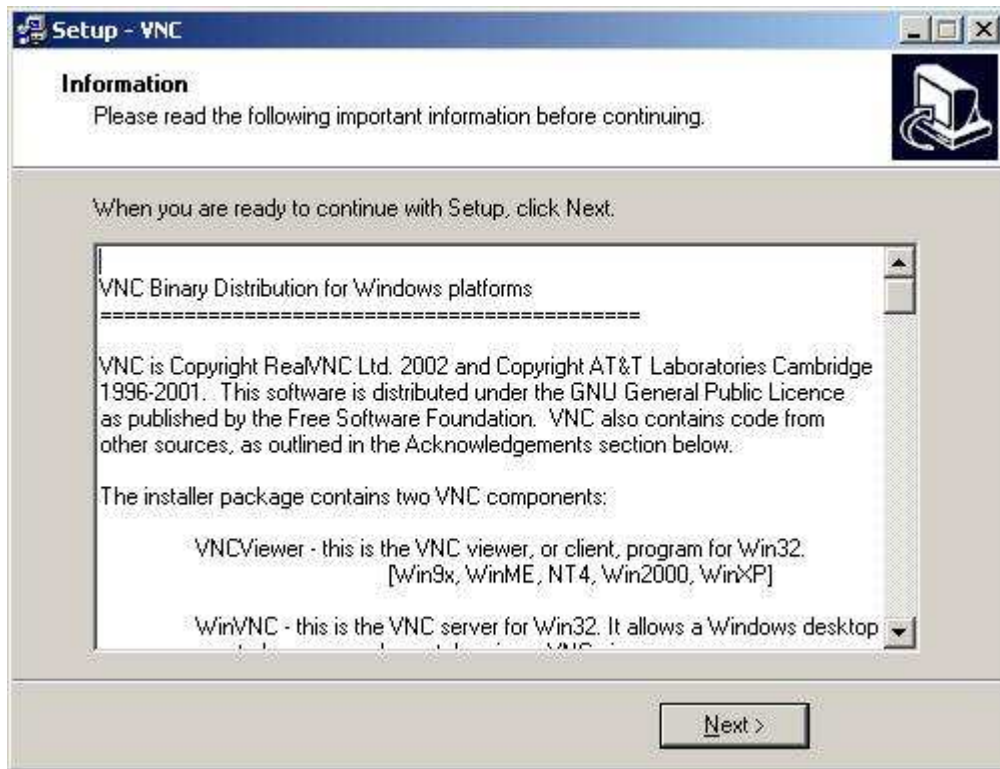 Setup - VNC
Information
Please read the following important information before continuing.
When you are ready to continue with Setup, click Next.
VNC Binary Distribution for Windows platforms
=============================================
VNC is Copyright RealVNC Ltd. 2002 and Copyright AT&T Laboratories Cambridge
1996-2001.  This software is distributed under the GNU General Public Licence
as published by the Free Software Foundation.  VNC also contains code from
other sources, as outlined in the Acknowledgements section below.
The installer package contains two VNC components:
VNCViewer - this is the VNC viewer, or client, program for Win32.
[Win9x, WinME, NT4, Win2000, WinXP]
WinVNC - this is the VNC server for Win32. It allows a Windows desktop
Next >